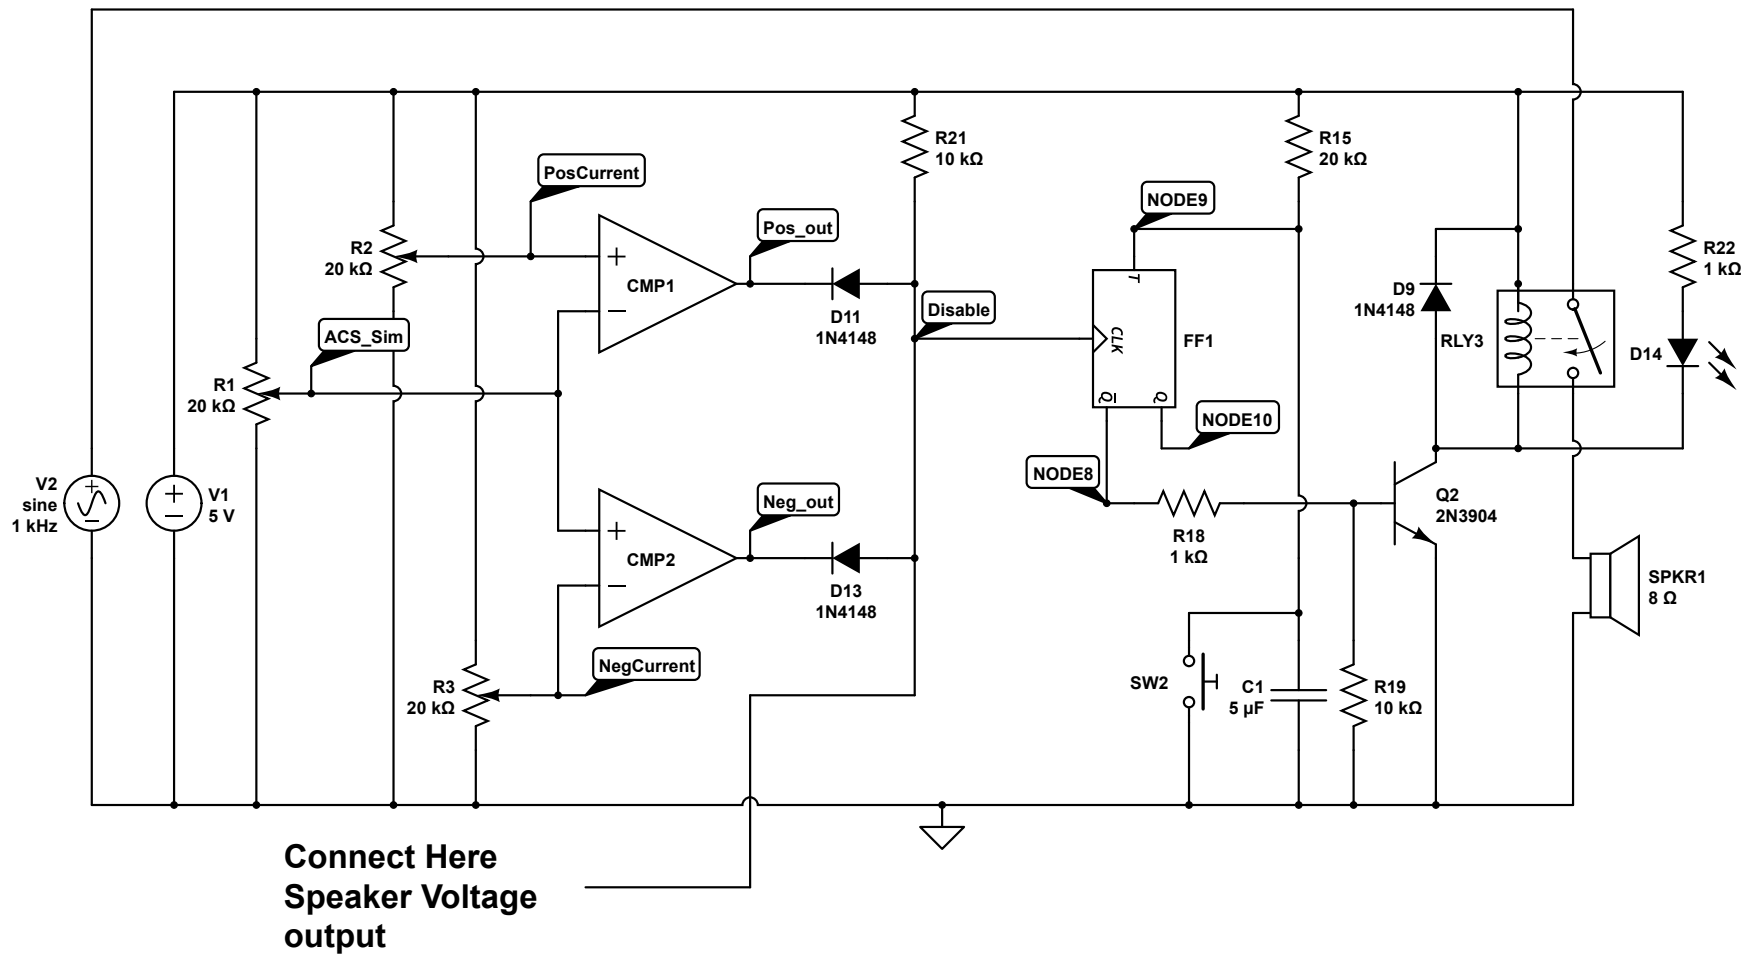 R21
10 kΩ
R15
20 kΩ
PosCurrent
NODE9
Pos_out
R2
20 kΩ
+
CMP1
−
R22
1 kΩ
T
D9
1N4148
D11
1N4148
Disable
ACS_Sim
CLK
FF1
RLY3
D14
R1
20 kΩ
Q
Q
NODE10
NODE8
V2
sine
1 kHz
+
−
+
−
V1
5 V
Neg_out
Q2
2N3904
+
CMP2
−
R18
1 kΩ
D13
1N4148
SPKR1
8 Ω
NegCurrent
R3
20 kΩ
SW2
C1
5 µF
R19
10 kΩ
Connect Here
Speaker Voltage
output